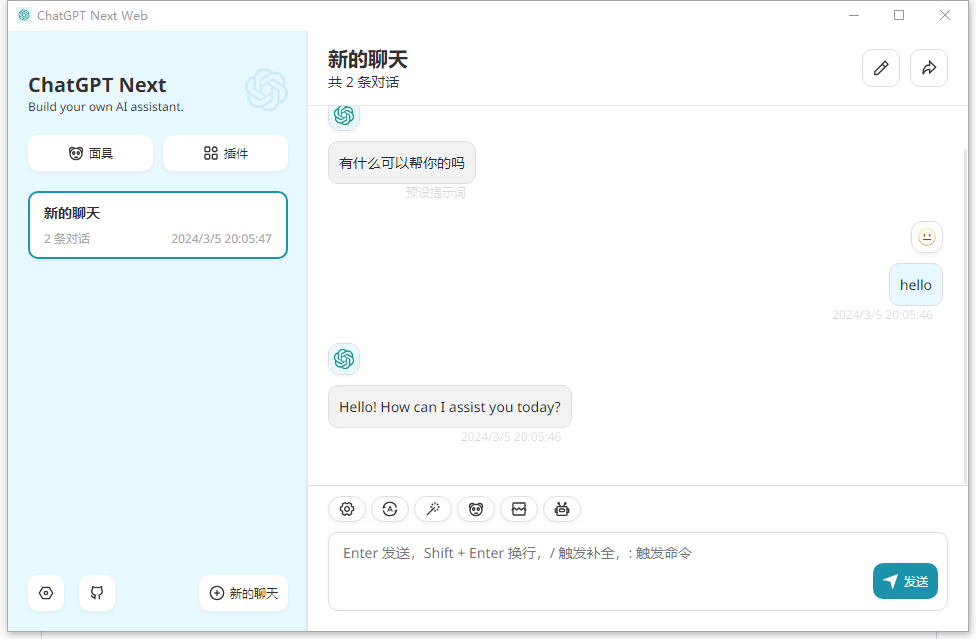 ChatGPT Next Web
ChatGPT Next
Build your own AI assistant.
面具
插件
新的聊天
2 条对话
2024/3/5 20:05:47
新的聊天
新的聊天
共 2 条对话
有什么可以帮你的吗
预设提示词
hello
2024/3/5 20:05:46
Hello! How can I assist you today?
2024/3/5 20:05:46
Enter 发送，Shift + Enter 换行，/ 触发补全，: 触发命令
发送